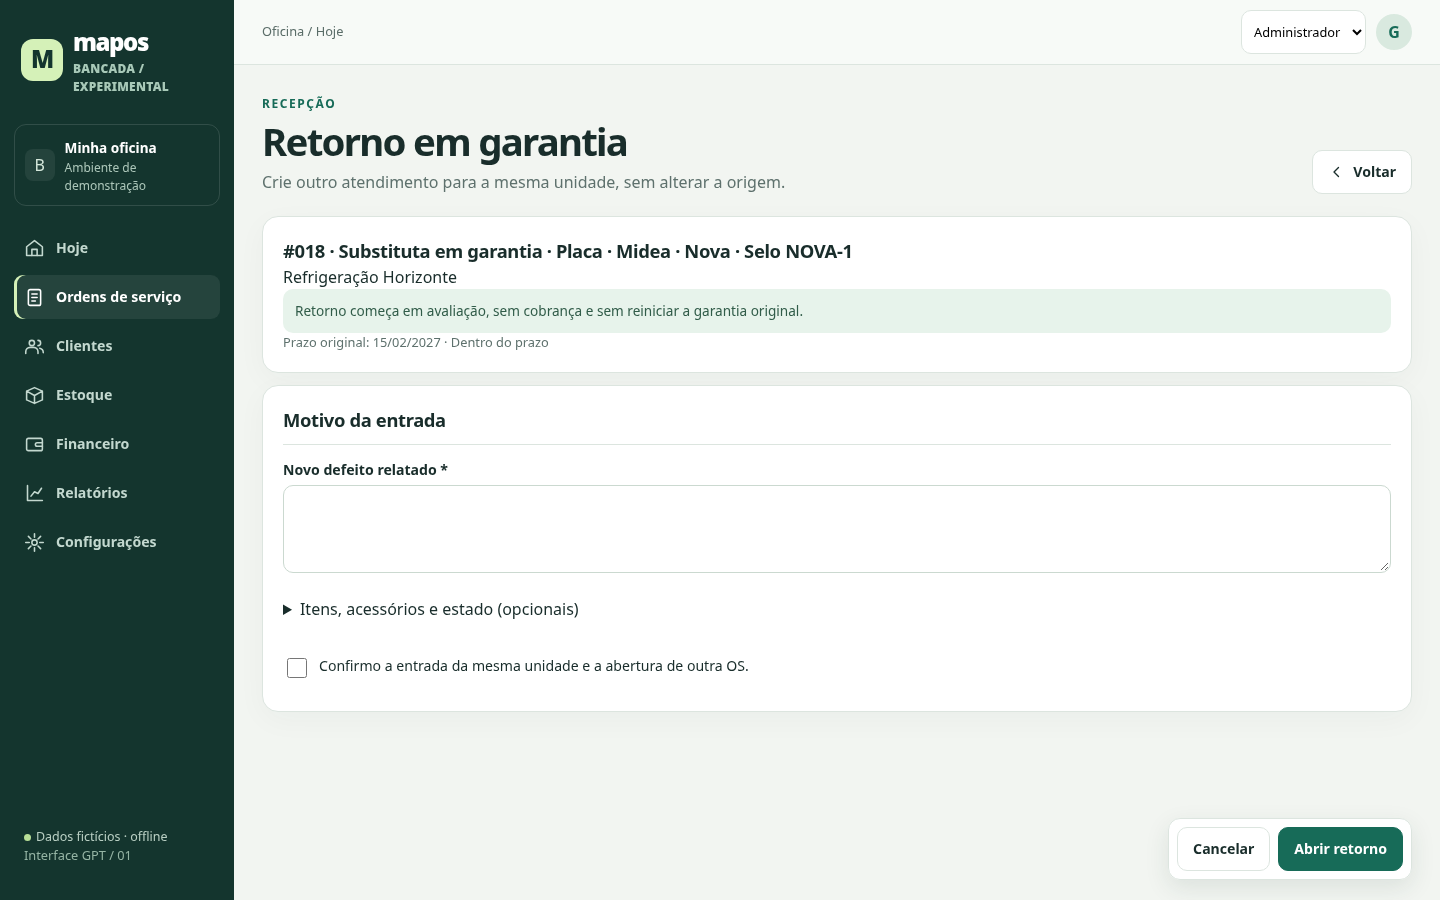 M
mapos
BANCADA /
EXPERIMENTAL
B
Minha oficina
Ambiente de
demonstração
Hoje
Ordens de serviço
Clientes
Estoque
Financeiro
Relatórios
Configurações
Dados fictícios · offline
Interface GPT / 01
Oficina / Hoje
Administrador
G
RECEPÇÃO
Retorno em garantia
Crie outro atendimento para a mesma unidade, sem alterar a origem.
Voltar
#018 · Substituta em garantia · Placa · Midea · Nova · Selo NOVA-1
Refrigeração Horizonte
Retorno começa em avaliação, sem cobrança e sem reiniciar a garantia original.
Prazo original: 15/02/2027 · Dentro do prazo
Motivo da entrada
Novo defeito relatado *
Itens, acessórios e estado (opcionais)
Confirmo a entrada da mesma unidade e a abertura de outra OS.
Cancelar
Abrir retorno